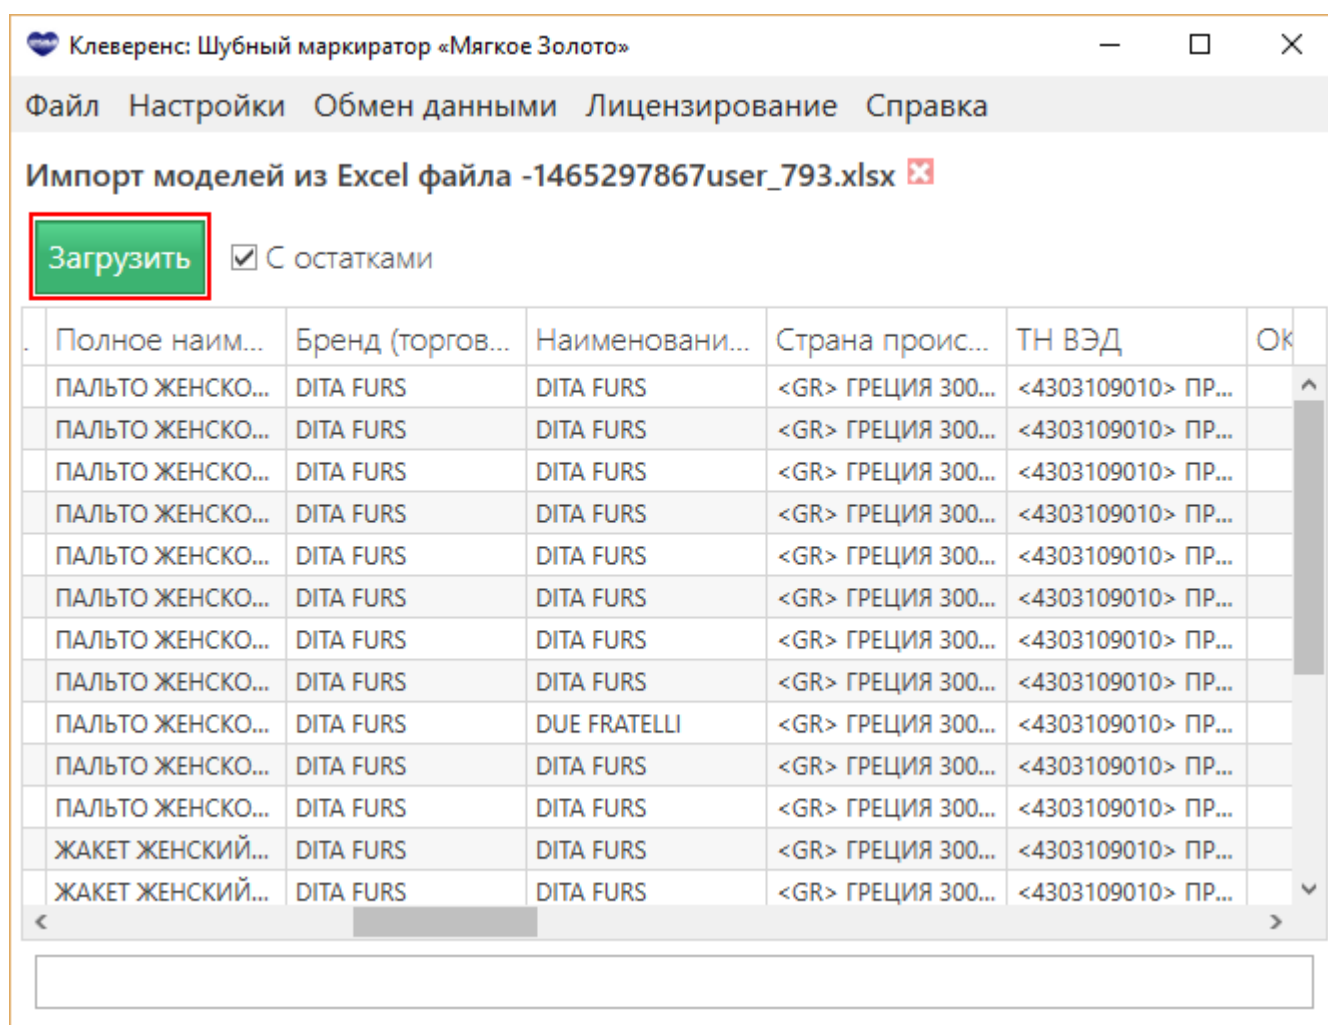 Клеверенс: Шубный маркиратор «Мягкое Золото»
Файл Настройки Обмен данными Лицензирование Справка
Импорт моделей из Excel файла -1465297867user_793.xlsx
Загрузить С остатками
. Полное наим... Бренд (торгов... Наименовани... Страна проис... ТН ВЭД ОК
ПАЛЬТО ЖЕНСКО... DITA FURS DITA FURS <GR> ГРЕЦИЯ 300... <4303109010> ПР...
ПАЛЬТО ЖЕНСКО... DITA FURS DITA FURS <GR> ГРЕЦИЯ 300... <4303109010> ПР...
ПАЛЬТО ЖЕНСКО... DITA FURS DITA FURS <GR> ГРЕЦИЯ 300... <4303109010> ПР...
ПАЛЬТО ЖЕНСКО... DITA FURS DITA FURS <GR> ГРЕЦИЯ 300... <4303109010> ПР...
ПАЛЬТО ЖЕНСКО... DITA FURS DITA FURS <GR> ГРЕЦИЯ 300... <4303109010> ПР...
ПАЛЬТО ЖЕНСКО... DITA FURS DITA FURS <GR> ГРЕЦИЯ 300... <4303109010> ПР...
ПАЛЬТО ЖЕНСКО... DITA FURS DITA FURS <GR> ГРЕЦИЯ 300... <4303109010> ПР...
ПАЛЬТО ЖЕНСКО... DITA FURS DITA FURS <GR> ГРЕЦИЯ 300... <4303109010> ПР...
ПАЛЬТО ЖЕНСКО... DITA FURS DUE FRATELLI <GR> ГРЕЦИЯ 300... <4303109010> ПР...
ПАЛЬТО ЖЕНСКО... DITA FURS DITA FURS <GR> ГРЕЦИЯ 300... <4303109010> ПР...
ПАЛЬТО ЖЕНСКО... DITA FURS DITA FURS <GR> ГРЕЦИЯ 300... <4303109010> ПР...
ЖАКЕТ ЖЕНСКИЙ... DITA FURS DITA FURS <GR> ГРЕЦИЯ 300... <4303109010> ПР...
ЖАКЕТ ЖЕНСКИЙ... DITA FURS DITA FURS <GR> ГРЕЦИЯ 300... <4303109010> ПР...